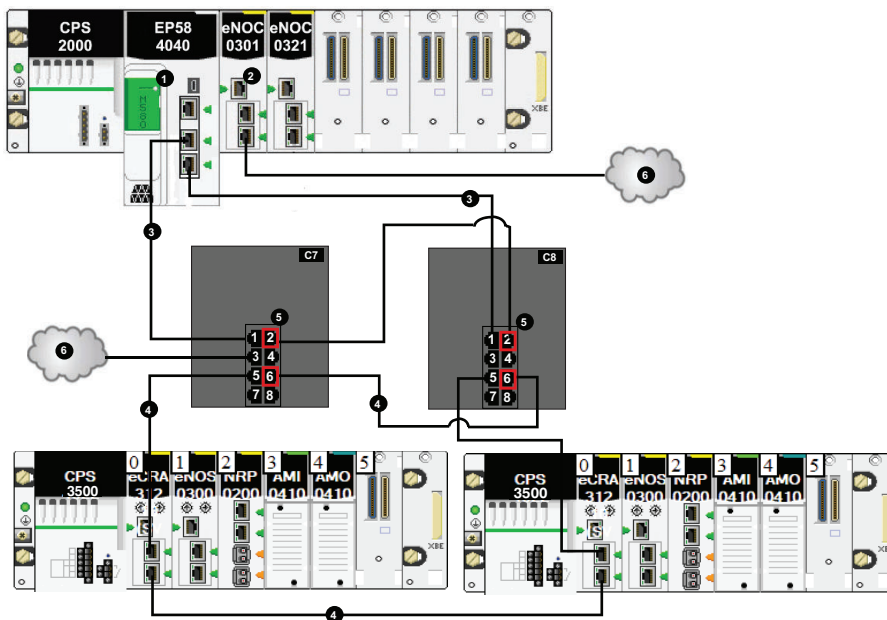 CPS 2000
EP58 4040
eNOC 0301
eNOC 0321
1
2
XBE
6
3
3
C7
C8
5
5
1 2
3 4
5 6
7 8
1 2
3 4
5 6
7 8
6
4
4
CPS 3500
0
eCRA 312
1
eNOS 0300
2
NRP 0200
3
AMI 0410
4
AMO 0410
5
XBE
CPS 3500
0
eCRA 312
1
eNOS 0300
2
NRP 0200
3
AMI 0410
4
AMO 0410
5
XBE
4